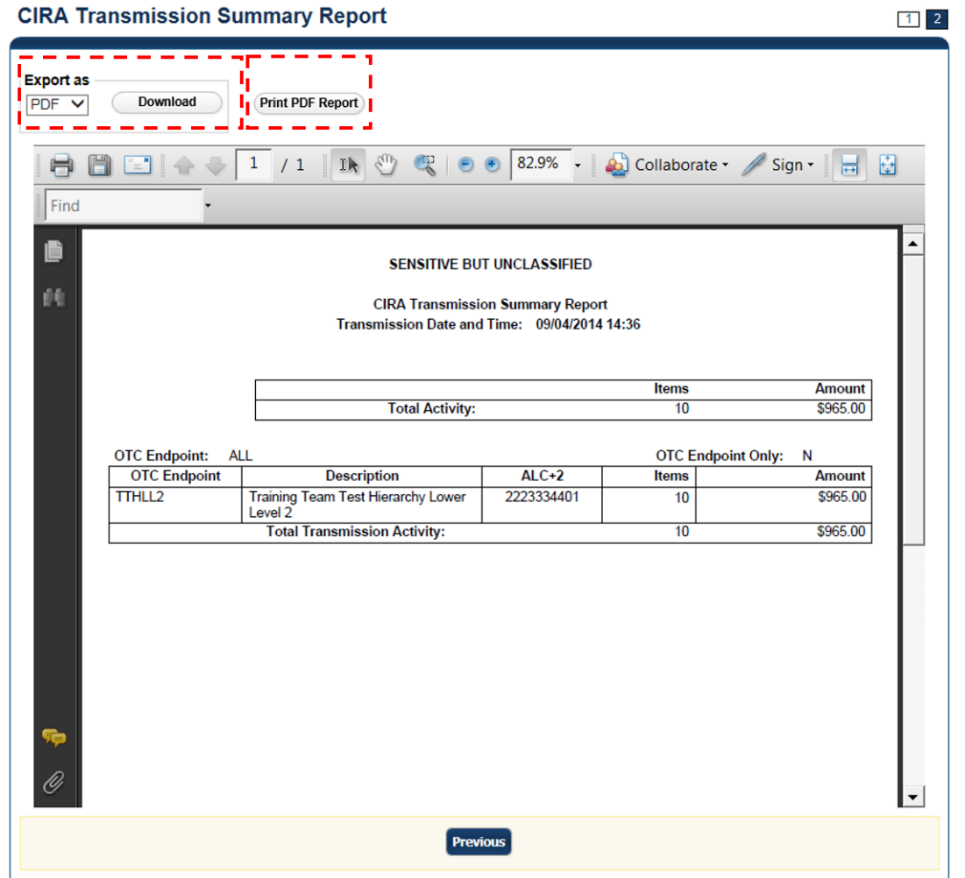 CIRA Transmission Summary Report
1 2
Export as
PDF Download Print PDF Report
1 / 1 82.9% Collaborate Sign
Find
SENSITIVE BUT UNCLASSIFIED
CIRA Transmission Summary Report
Transmission Date and Time: 09/04/2014 14:36
Items Amount
Total Activity: 10 $965.00
OTC Endpoint: ALL OTC Endpoint Only: N
OTC Endpoint Description ALC+2 Items Amount
TTHLL2 Training Team Test Hierarchy Lower 2223334401 10 $965.00
Level 2
Total Transmission Activity: 10 $965.00
Previous